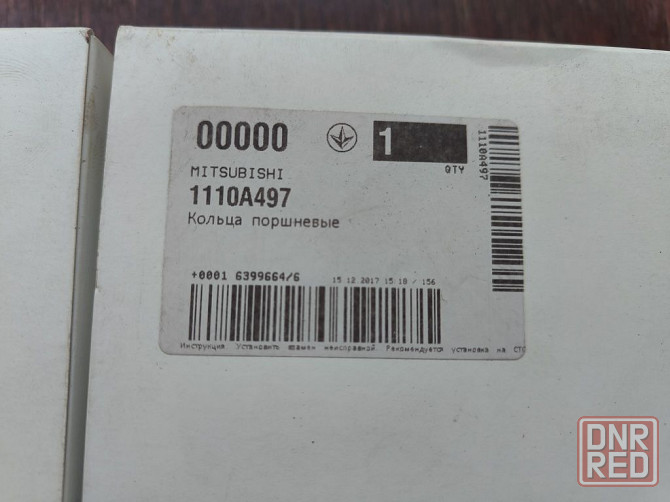 00000 1
QTY
MITSUBISHI
1110A497
Кольца поршневые
+0001 6399664/6 15 12 2017 15:10 / 156
Инструкция Установить взамен неисправной. Рекомендуется установка на СТО
1110A497
DNR
RED